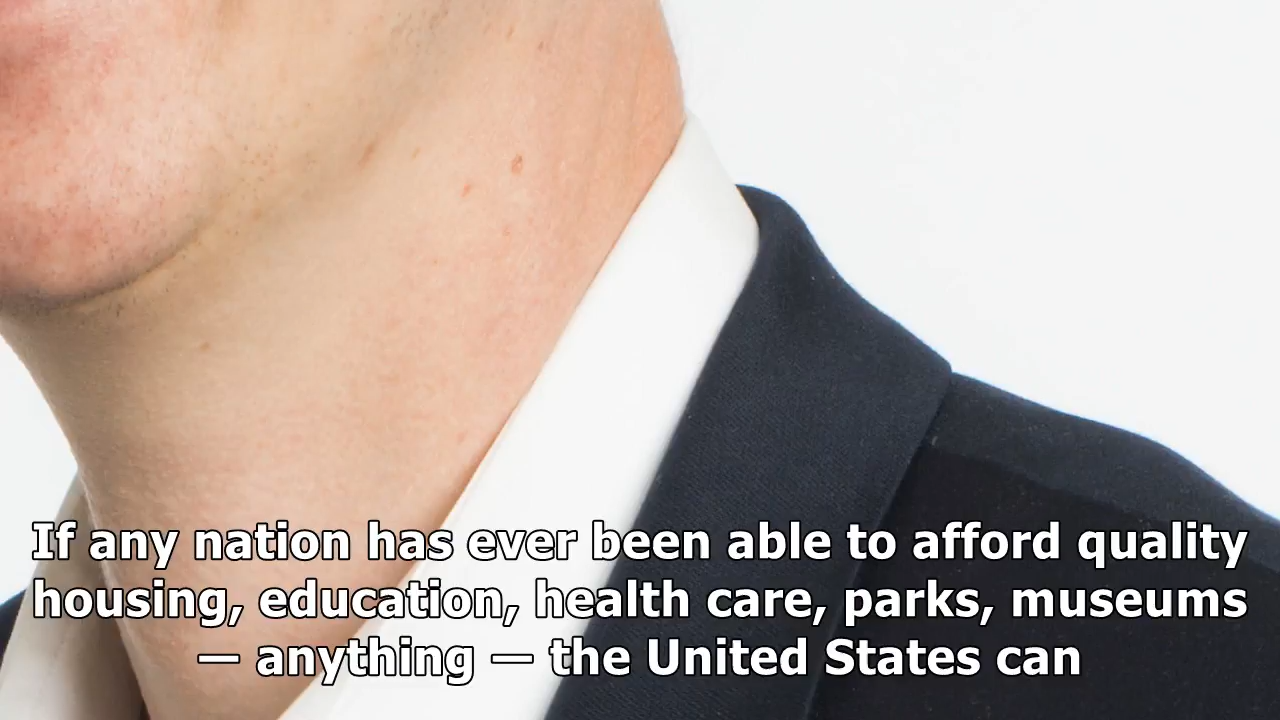 If any nation has ever been able to afford quality
housing, education, health care, parks, museums
— anything — the United States can